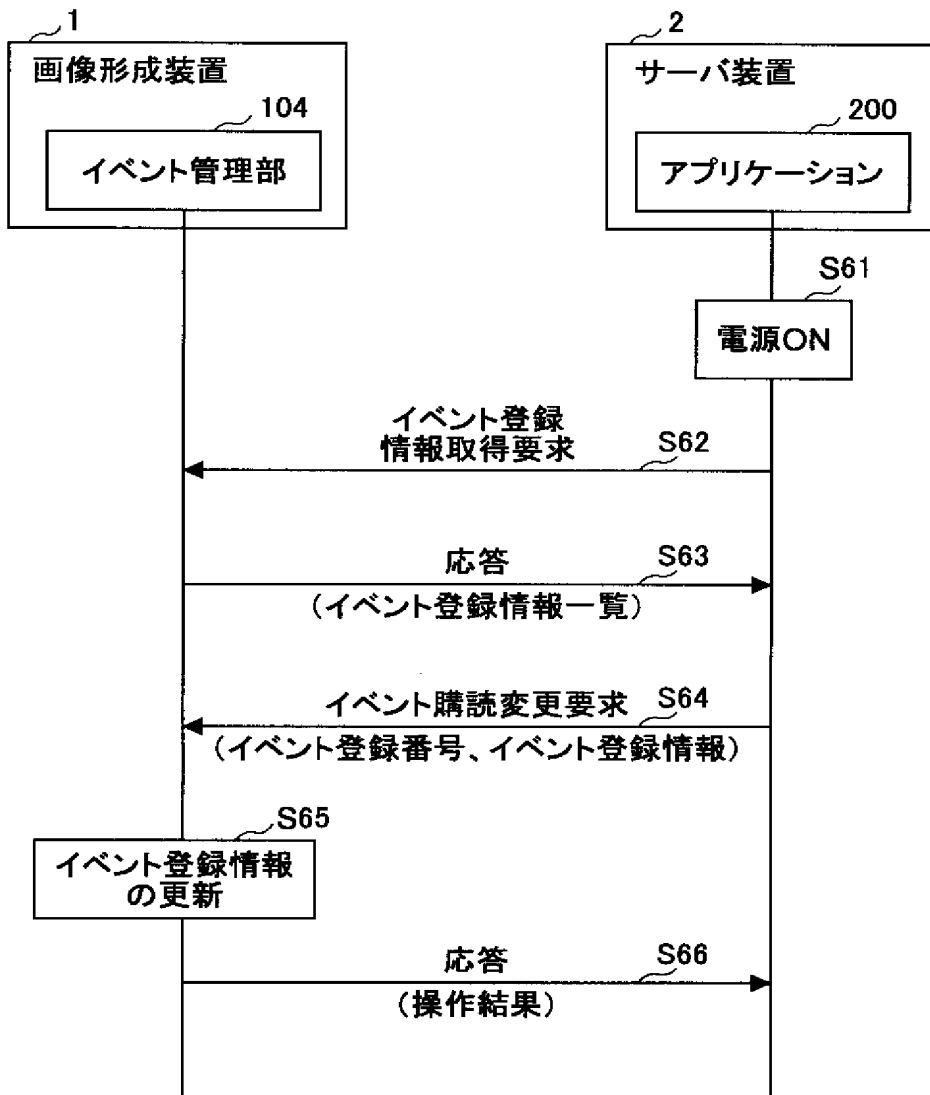 1
画像形成装置
104
イベント管理部
2
サーバ装置
200
アプリケーション
S61
電源ON
イベント登録
情報取得要求
S62
応答
S63
(イベント登録情報一覧)
イベント購読変更要求
S64
(イベント登録番号、イベント登録情報)
S65
イベント登録情報
の更新
応答
S66
(操作結果)